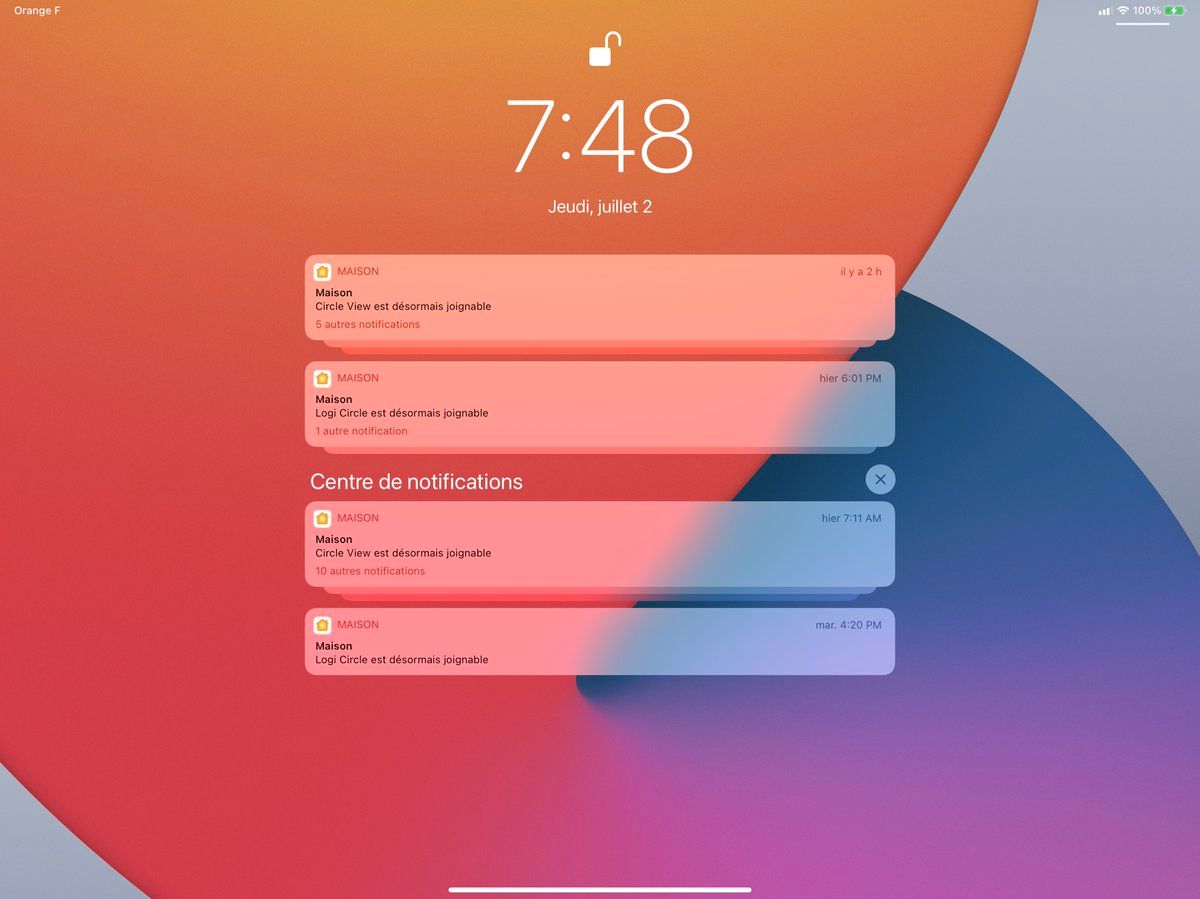 Orange F
100%
7:48
Jeudi, juillet 2
MAISON
il y a 2 h
Maison
Circle View est désormais joignable
5 autres notifications
MAISON
hier 6:01 PM
Maison
Logi Circle est désormais joignable
1 autre notification
Centre de notifications
MAISON
hier 7:11 AM
Maison
Circle View est désormais joignable
10 autres notifications
MAISON
mar. 4:20 PM
Maison
Logi Circle est désormais joignable